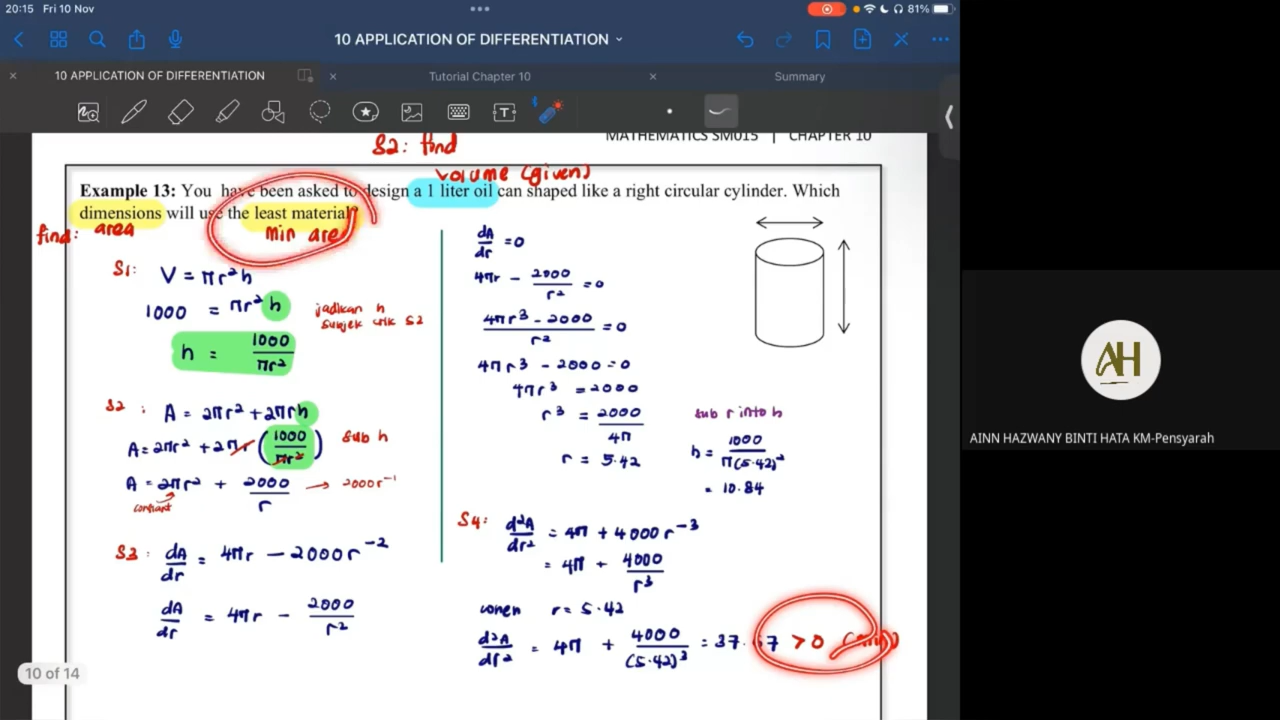 20:15 Fri 10 Nov
81%
10 APPLICATION OF DIFFERENTIATION
10 APPLICATION OF DIFFERENTIATION
Tutorial Chapter 10
Summary
MATHEMATICS SM015 | CHAPTER 10
S2: find
volume (given)
Example 13: You have been asked to design a 1 liter oil can shaped like a right circular cylinder. Which
dimensions will use the least material?
find: area
min area
S1: V = πr²h
1000 = πr²h
jadikan h
subjek utk S2
h = 1000/πr²
S2: A = 2πr² + 2πrh
A = 2πr² + 2πr (1000/πr²) sub h
A = 2πr² + 2000/r → 2000r⁻¹
constant
S3: dA/dr = 4πr − 2000r⁻²
dA/dr = 4πr − 2000/r²
dA/dr = 0
4πr − 2000/r² = 0
4πr³ − 2000/r² = 0
4πr³ − 2000 = 0
4πr³ = 2000
r³ = 2000/4π
r = 5.42
sub r into h
h = 1000/π(5.42)²
= 10.84
S4: d²A/dr² = 4π + 4000r⁻³
= 4π + 4000/r³
when r = 5.42
d²A/dr² = 4π + 4000/(5.42)³ = 37.67 > 0 (min)
10 of 14
AH
AINN HAZWANY BINTI HATA KM-Pensyarah